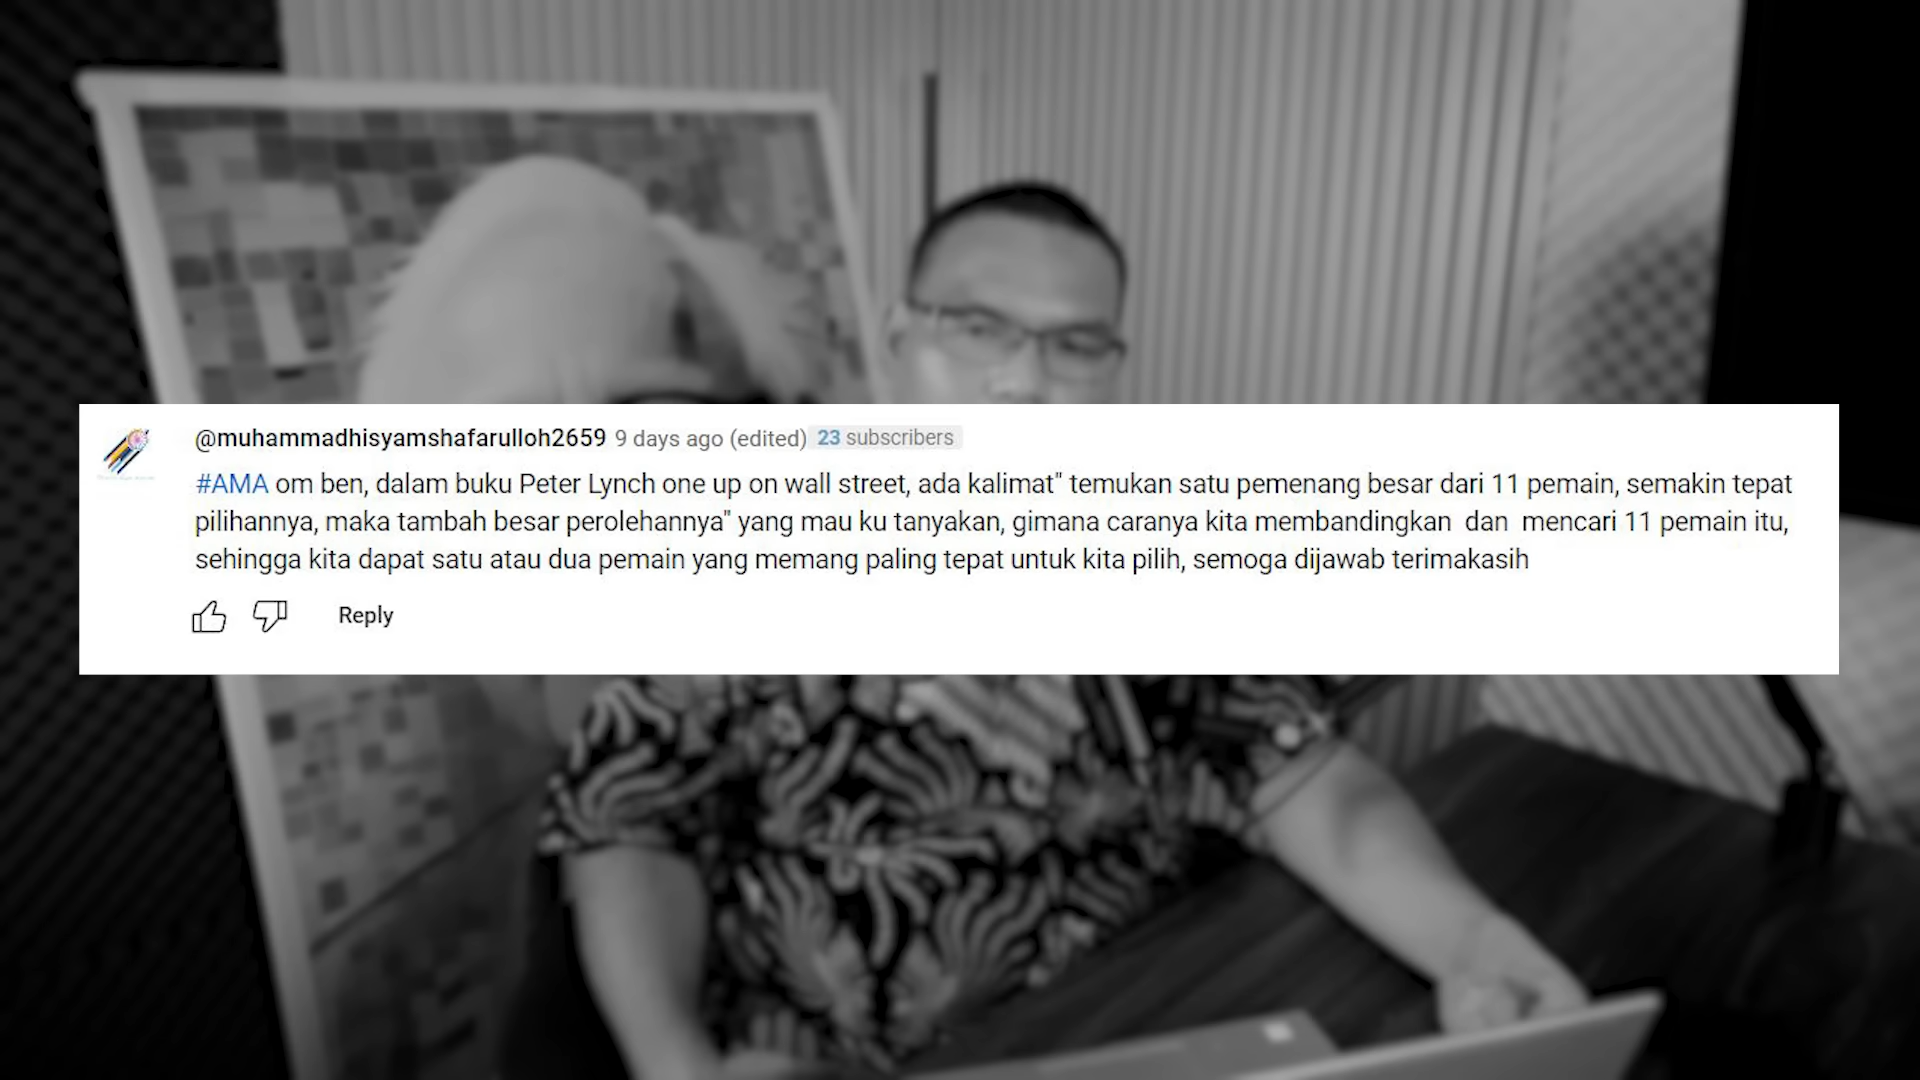 @muhammadhisyamshafarulloh2659 9 days ago (edited) 23 subscribers
#AMA om ben, dalam buku Peter Lynch one up on wall street, ada kalimat" temukan satu pemenang besar dari 11 pemain, semakin tepat
pilihannya, maka tambah besar perolehannya" yang mau ku tanyakan, gimana caranya kita membandingkan dan mencari 11 pemain itu,
sehingga kita dapat satu atau dua pemain yang memang paling tepat untuk kita pilih, semoga dijawab terimakasih
Reply